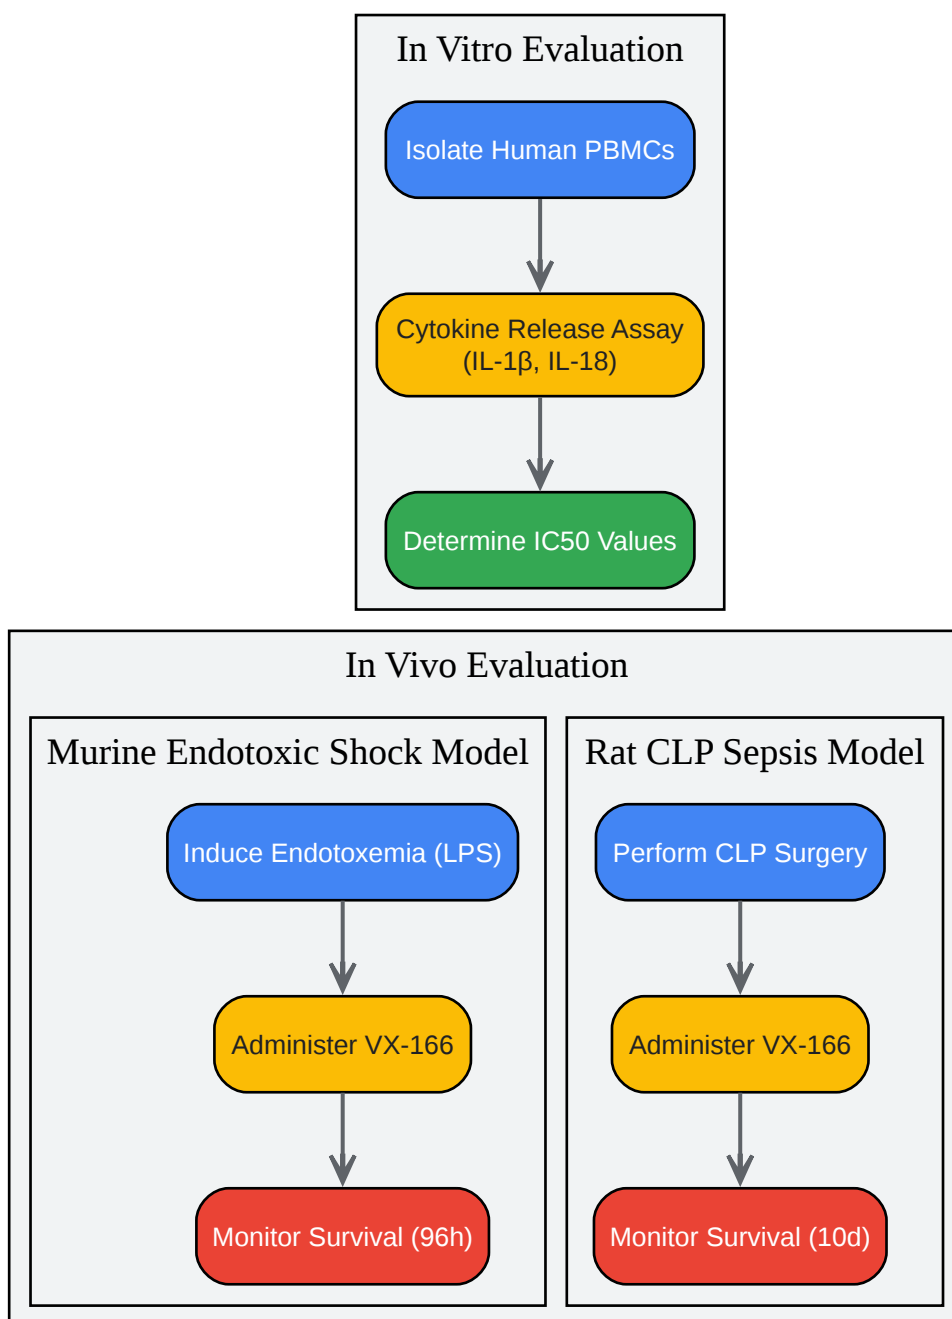 In Vitro Evaluation
Isolate Human PBMCs
Cytokine Release Assay
(IL-1β, IL-18)
Determine IC50 Values
In Vivo Evaluation
Murine Endotoxic Shock Model
Induce Endotoxemia (LPS)
Administer VX-166
Monitor Survival (96h)
Rat CLP Sepsis Model
Perform CLP Surgery
Administer VX-166
Monitor Survival (10d)